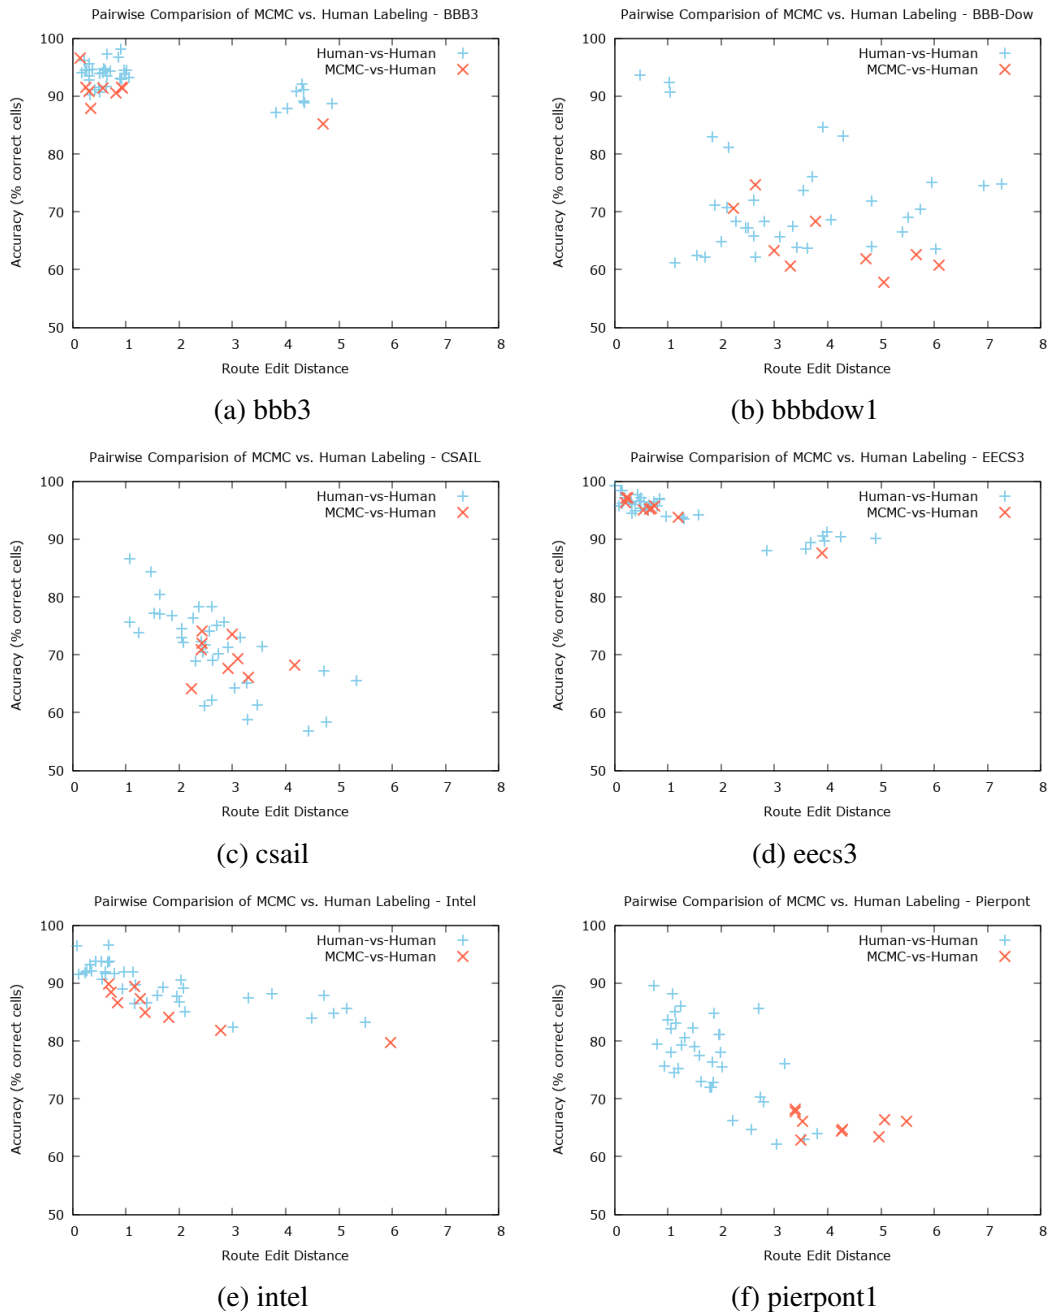 Pairwise Comparision of MCMC vs. Human Labeling - BBB3
100
90
80
70
60
50
Accuracy (% correct cells)
Human-vs-Human
MCMC-vs-Human
0 1 2 3 4 5 6 7 8
Route Edit Distance
(a) bbb3
Pairwise Comparision of MCMC vs. Human Labeling - BBB-Dow
100
90
80
70
60
50
Accuracy (% correct cells)
Human-vs-Human
MCMC-vs-Human
0 1 2 3 4 5 6 7 8
Route Edit Distance
(b) bbbdow1
Pairwise Comparision of MCMC vs. Human Labeling - CSAIL
100
90
80
70
60
50
Accuracy (% correct cells)
Human-vs-Human
MCMC-vs-Human
0 1 2 3 4 5 6 7 8
Route Edit Distance
(c) csail
Pairwise Comparision of MCMC vs. Human Labeling - EECS3
100
90
80
70
60
50
Accuracy (% correct cells)
Human-vs-Human
MCMC-vs-Human
0 1 2 3 4 5 6 7 8
Route Edit Distance
(d) eecs3
Pairwise Comparision of MCMC vs. Human Labeling - Intel
100
90
80
70
60
50
Accuracy (% correct cells)
Human-vs-Human
MCMC-vs-Human
0 1 2 3 4 5 6 7 8
Route Edit Distance
(e) intel
Pairwise Comparision of MCMC vs. Human Labeling - Pierpont
100
90
80
70
60
50
Accuracy (% correct cells)
Human-vs-Human
MCMC-vs-Human
0 1 2 3 4 5 6 7 8
Route Edit Distance
(f) pierpont1